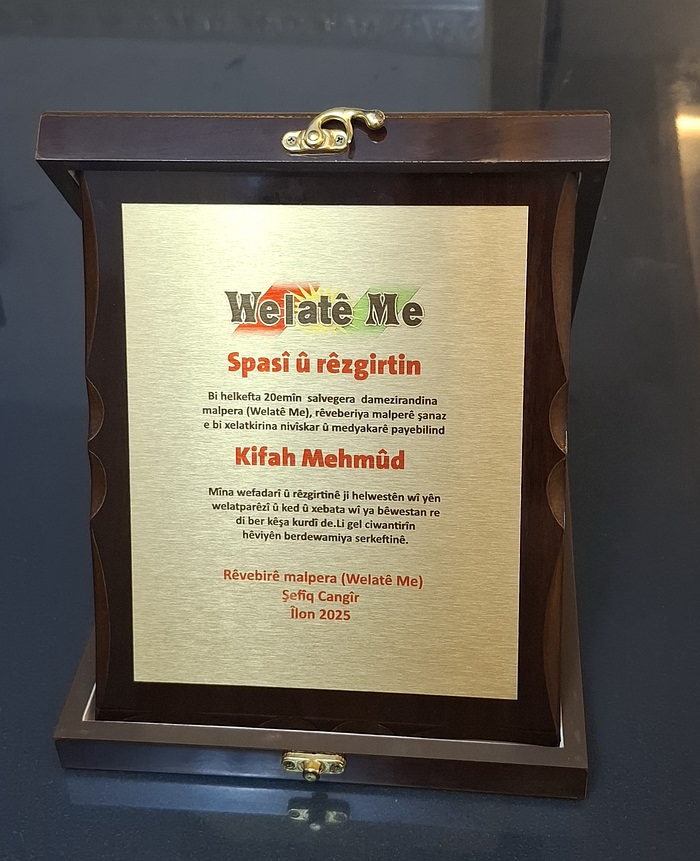 Welatê Me
Spasî û rêzgirtin
Bi helkefta 20emîn salvegera damezirandina
malpera (Welatê Me), rêveberiya malperê şanaz
e bi xelatkirina nivîskar û medyakarê payebilind
Kifah Mehmûd
Mîna wefadarî û rêzgirtinê ji helwestên wî yên
welatparêzî û ked û xebata wî ya bêwestan re
di ber kêşa kurdî de.Li gel ciwantirîn
hêviyên berdewamiya serkeftinê.
Rêvebirê malpera (Welatê Me)
Şefîq Cangîr
Îlon 2025